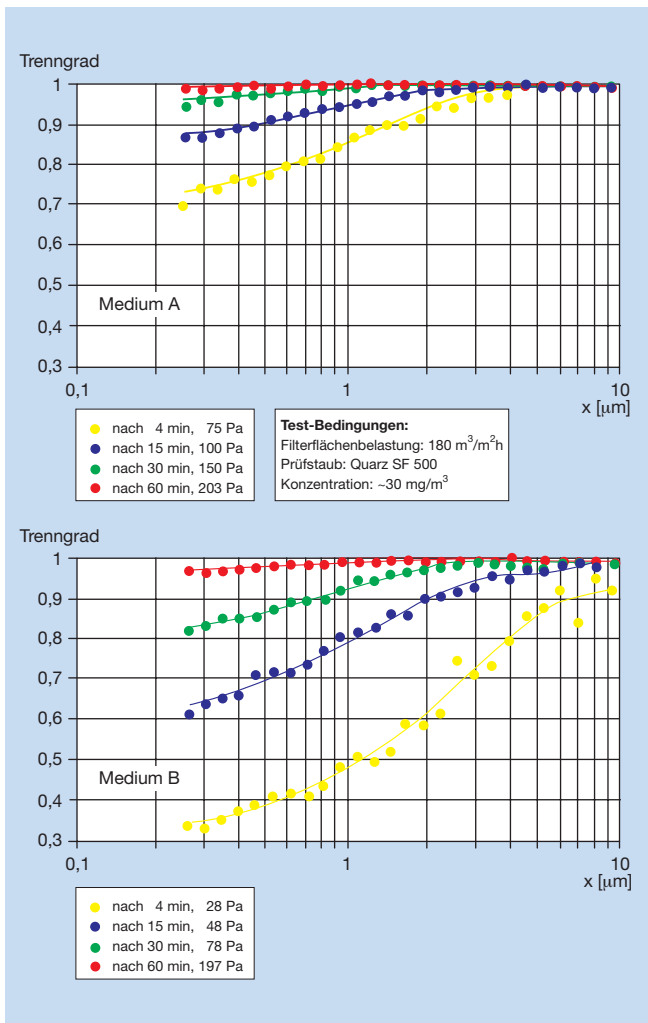 Trenngrad
1
0,9
0,8
0,7
0,6
0,5
0,4
0,3
Medium A
0,1
1
10
x [μm]
nach 4 min, 75 Pa
nach 15 min, 100 Pa
nach 30 min, 150 Pa
nach 60 min, 203 Pa
Test-Bedingungen:
Filterflächenbelastung: 180 m³/m²h
Prüfstaub: Quarz SF 500
Konzentration: ~30 mg/m³
Trenngrad
1
0,9
0,8
0,7
0,6
0,5
0,4
0,3
Medium B
0,1
1
10
x [μm]
nach 4 min, 28 Pa
nach 15 min, 48 Pa
nach 30 min, 78 Pa
nach 60 min, 197 Pa